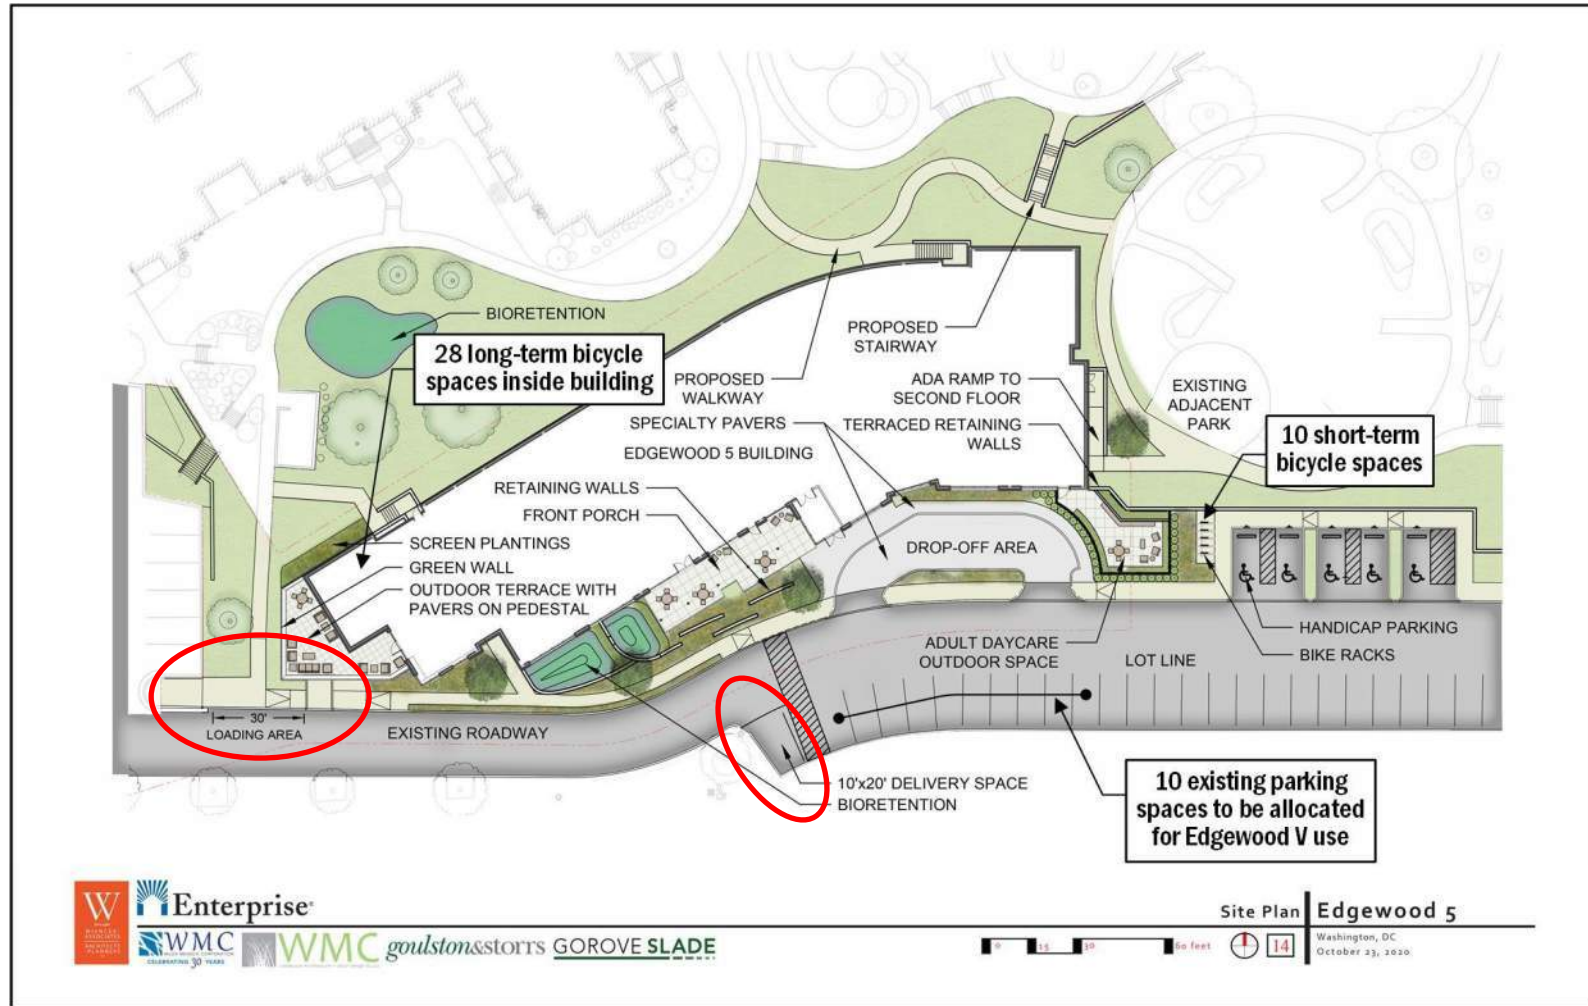 BIORETENTION
28 long-term bicycle
spaces inside building
PROPOSED
WALKWAY
PROPOSED
STAIRWAY
SPECIALTY PAVERS
EDGEWOOD 5 BUILDING
ADA RAMP TO
SECOND FLOOR
TERRACED RETAINING
WALLS
EXISTING
ADJACENT
PARK
10 short-term
bicycle spaces
RETAINING WALLS
FRONT PORCH
SCREEN PLANTINGS
GREEN WALL
OUTDOOR TERRACE WITH
PAVERS ON PEDESTAL
DROP-OFF AREA
HANDICAP PARKING
BIKE RACKS
ADULT DAYCARE
OUTDOOR SPACE
LOT LINE
30'
LOADING AREA
EXISTING ROADWAY
10'x20' DELIVERY SPACE
BIORETENTION
10 existing parking
spaces to be allocated
for Edgewood V use
W
Enterprise
WMC
CELEBRATING 30 YEARS
WMC
goulston&storrs
GOROVE SLADE
0 15 30 60 feet
14
Site Plan
Edgewood 5
Washington, DC
October 23, 2020